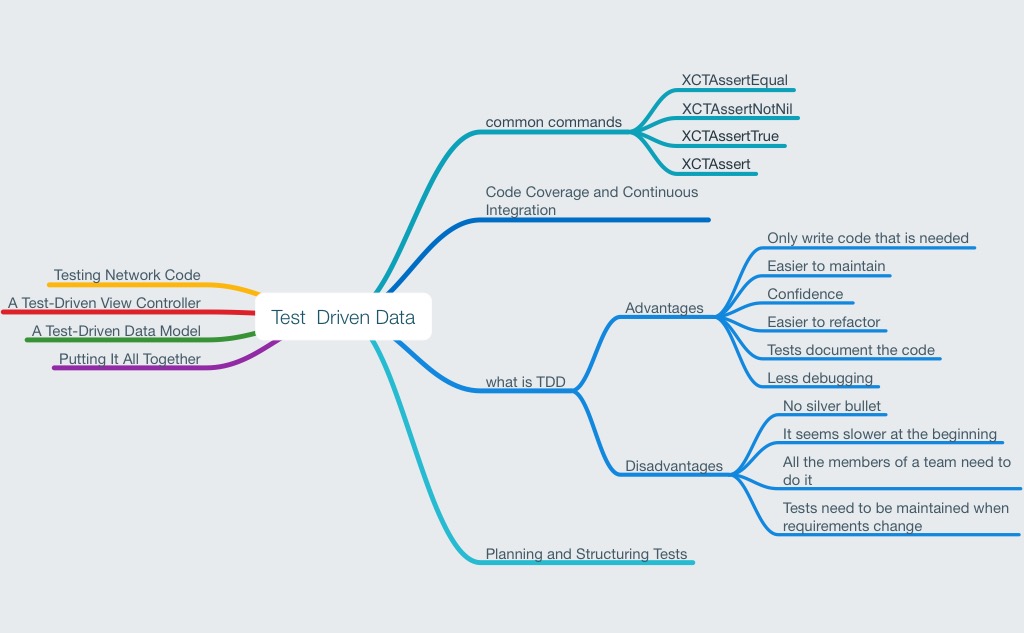 Test  Driven Data
common commands
XCTAssertEqual
XCTAssertNotNil
XCTAssertTrue
XCTAssert
Code Coverage and Continuous
Integration
what is TDD
Advantages
Only write code that is needed
Easier to maintain
Confidence
Easier to refactor
Tests document the code
Less debugging
Disadvantages
No silver bullet
It seems slower at the beginning
All the members of a team need to
do it
Tests need to be maintained when
requirements change
Planning and Structuring Tests
Testing Network Code
A Test-Driven View Controller
A Test-Driven Data Model
Putting It All Together